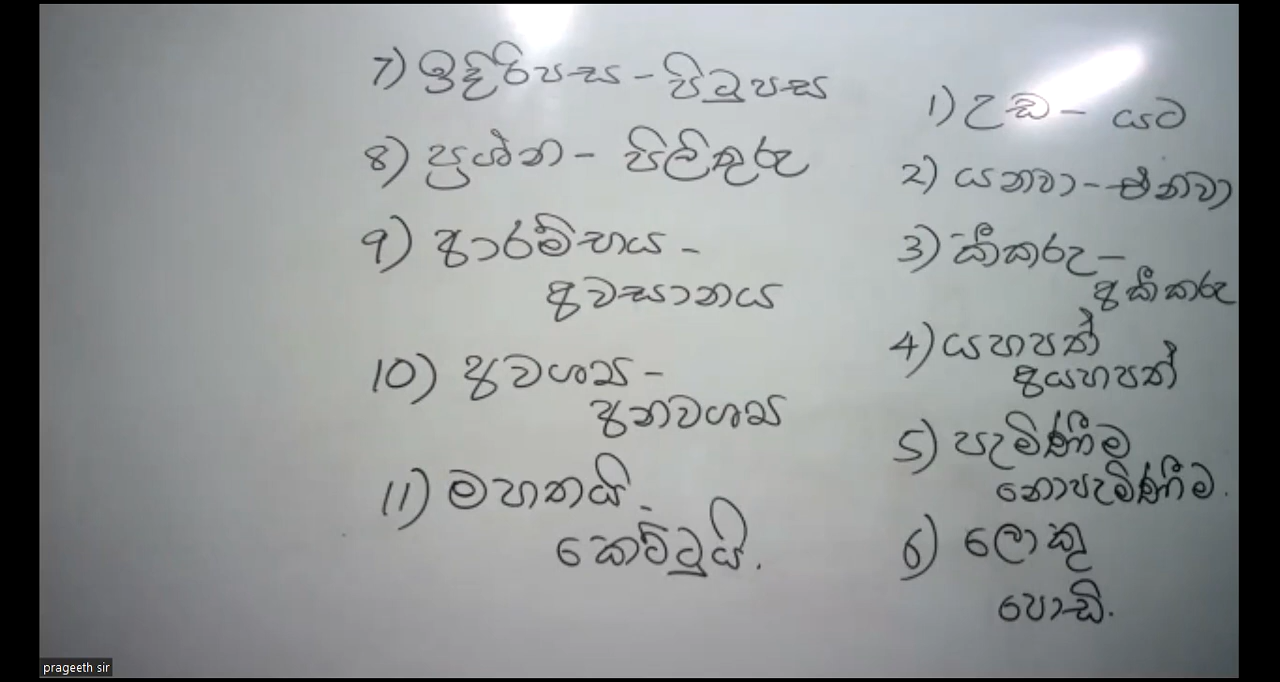 1) උඩ - යට
2) යනවා - එනවා
3) කීකරු -
අකීකරු
4) යහපත්
අයහපත්
5) පැමිණීම
නොපැමිණීම.
6) ලොකු
පොඩි.
7) ඉදිරිපස - පිටුපස
8) ප්‍රශ්න - පිලිතුරු
9) ආරම්භය -
අවසානය
10) අවශ්‍ය -
අනවශ්‍ය
11) මහතයි -
කෙට්ටුයි.
prageeth sir